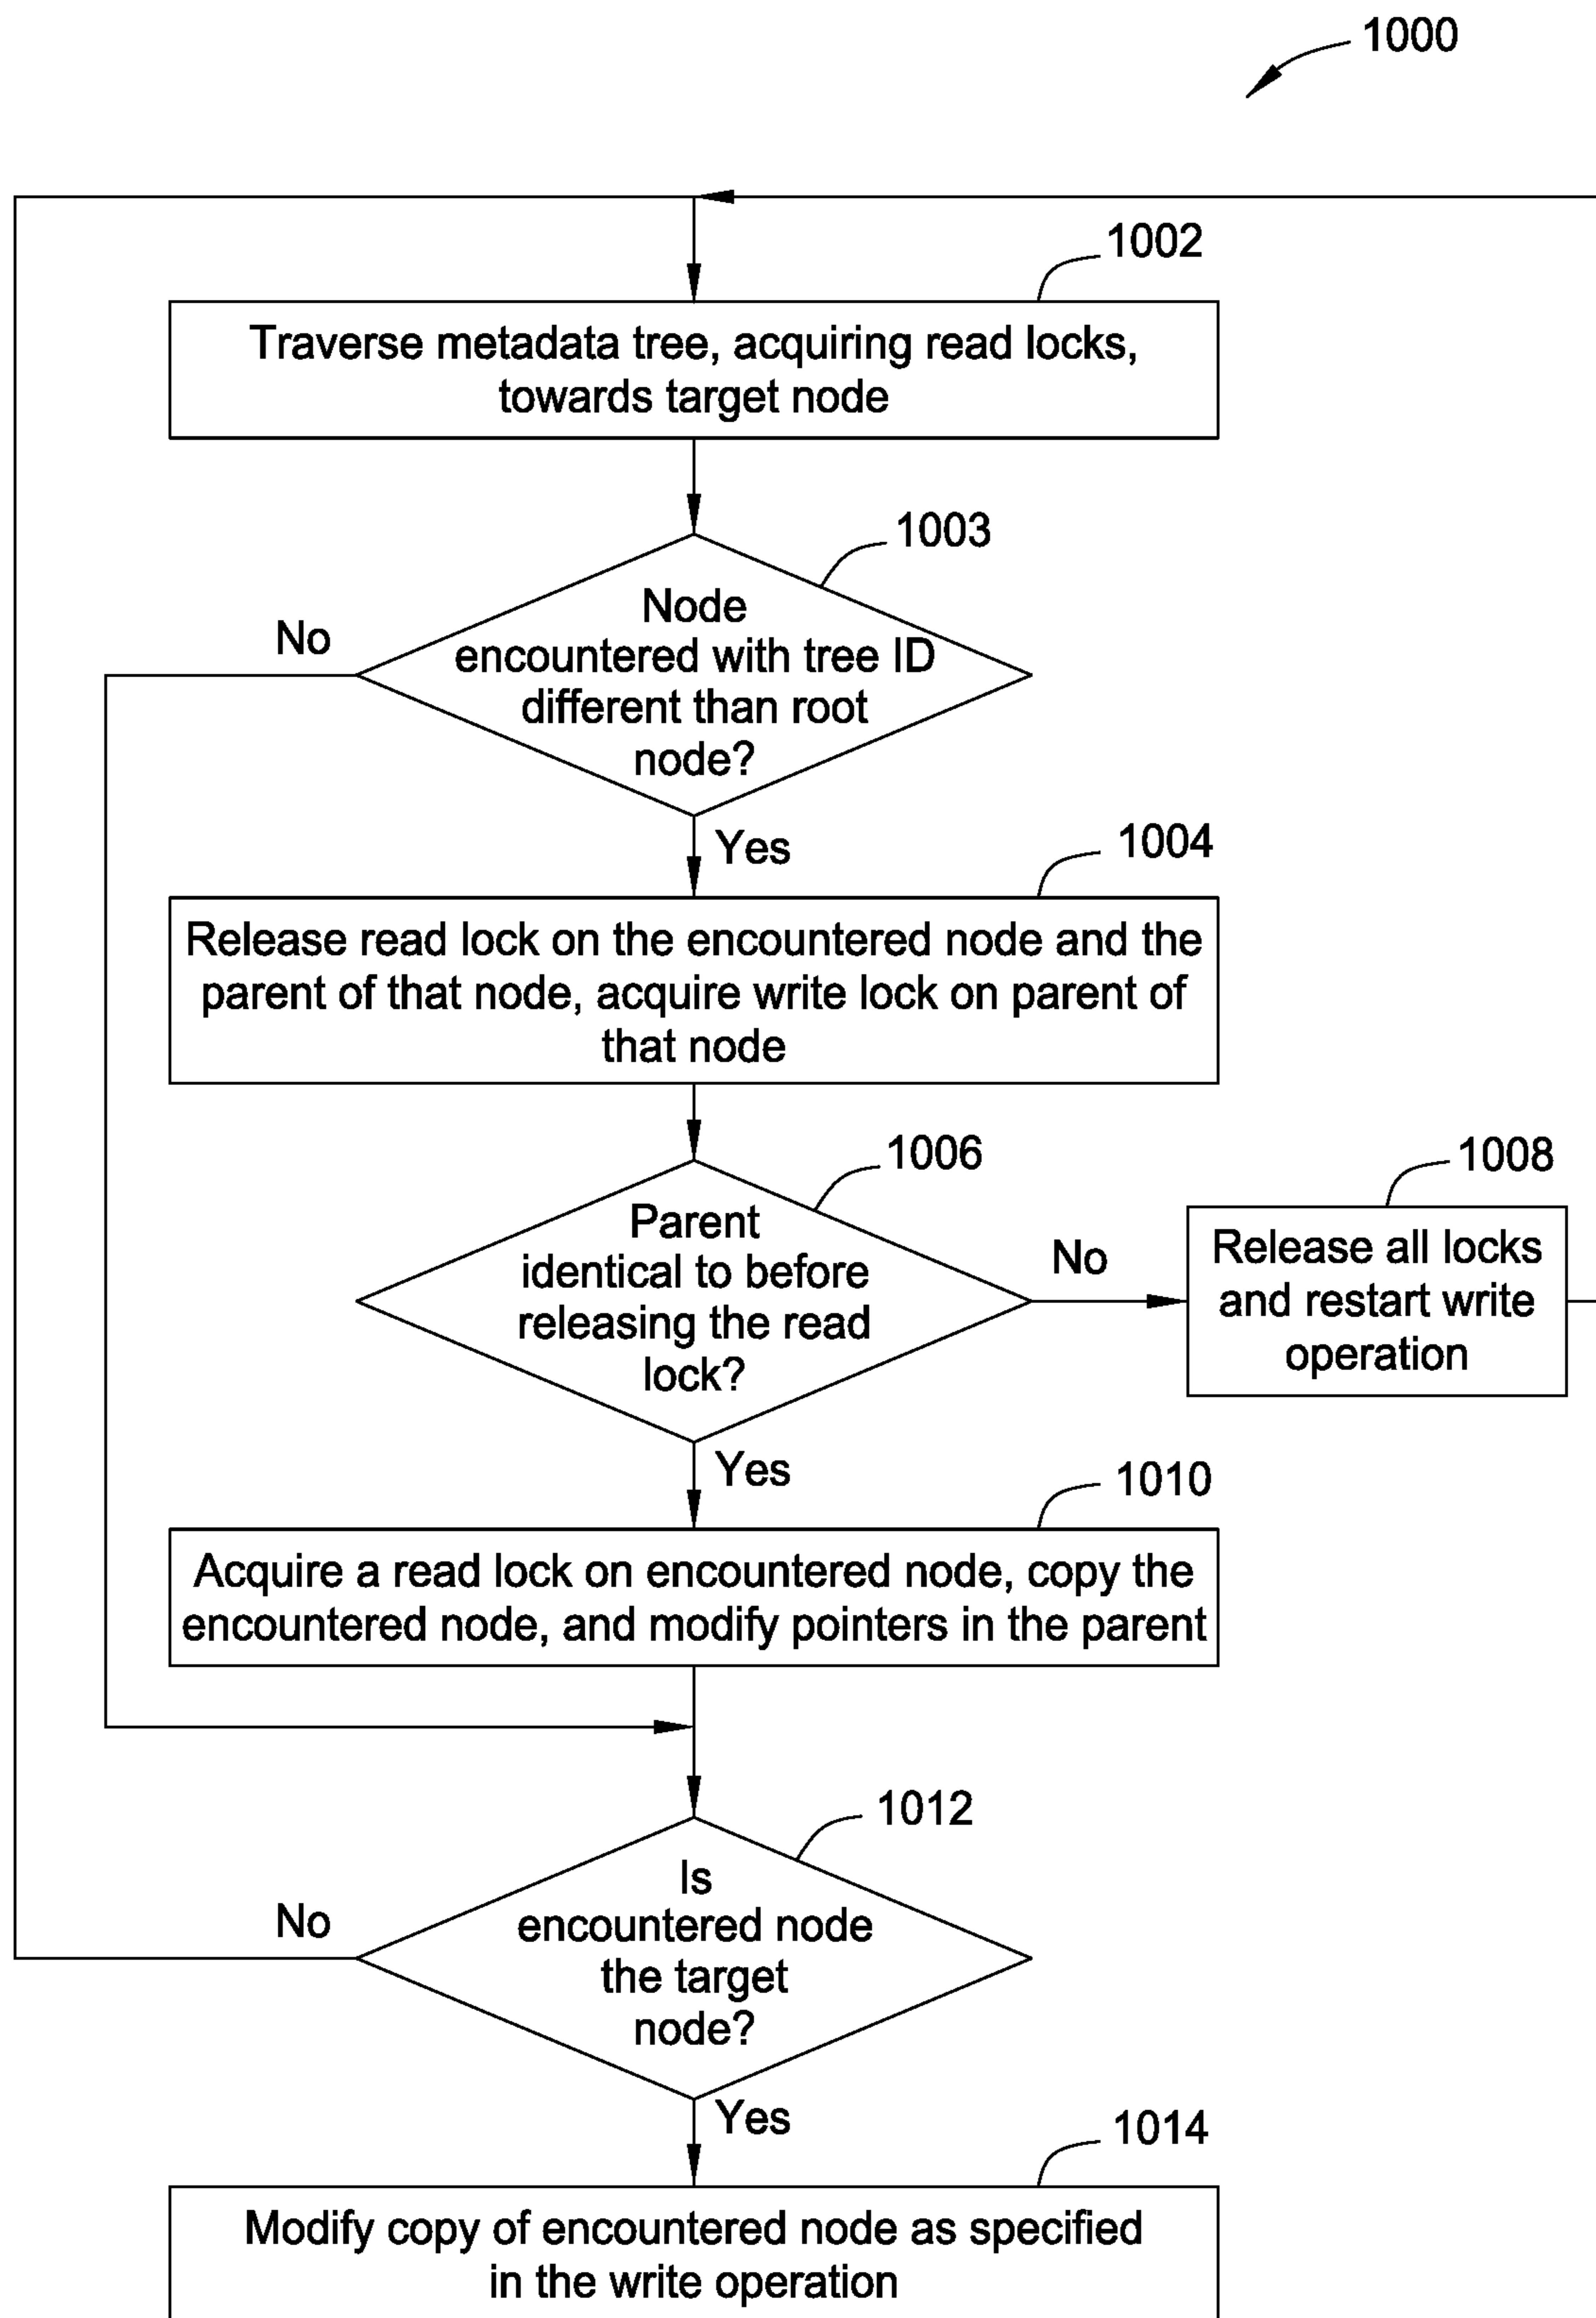 1000
1002
Traverse metadata tree, acquiring read locks,
towards target node
1003
Node
encountered with tree ID
different than root
node?
No
Yes
1004
Release read lock on the encountered node and the
parent of that node, acquire write lock on parent of
that node
1006
Parent
identical to before
releasing the read
lock?
No
1008
Release all locks
and restart write
operation
Yes
1010
Acquire a read lock on encountered node, copy the
encountered node, and modify pointers in the parent
1012
Is
encountered node
the target
node?
No
Yes
1014
Modify copy of encountered node as specified
in the write operation